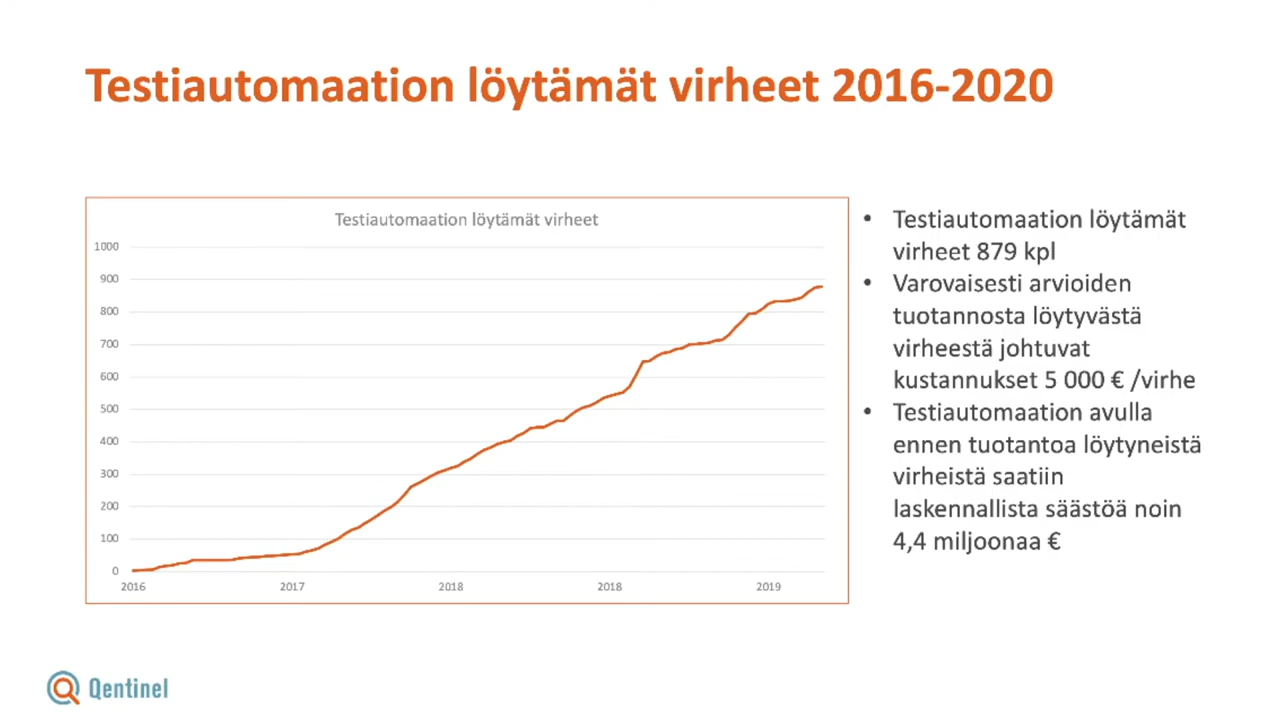 Testiautomaation löytämät virheet 2016-2020
Testiautomaation löytämät virheet
1000
900
800
700
600
500
400
300
200
100
0
2016 2017 2018 2018 2019
• Testiautomaation löytämät
virheet 879 kpl
• Varovaisesti arvioiden
tuotannosta löytyvästä
virheestä johtuvat
kustannukset 5 000 € /virhe
• Testiautomaation avulla
ennen tuotantoa löytyneistä
virheistä saatiin
laskennallista säästöä noin
4,4 miljoonaa €
Qentinel